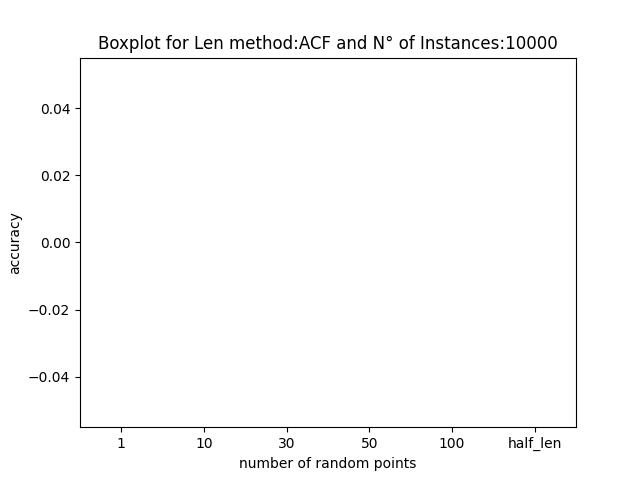 Boxplot for Len method:ACF and N° of Instances:10000
0.04
0.02
0.00
−0.02
−0.04
accuracy
1 10 30 50 100 half_len
number of random points